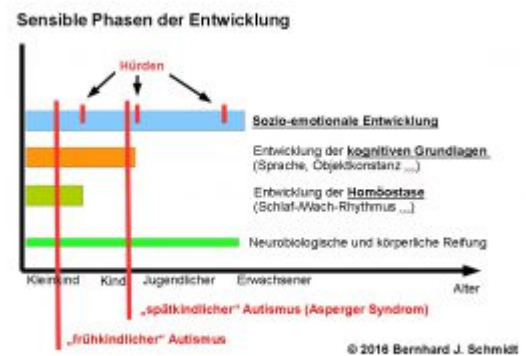 Sensible Phasen der Entwicklung
Hürden
Sozio-emotionale Entwicklung
Entwicklung der kognitiven Grundlagen
(Sprache, Objektkonstanz ,,,)
Entwicklung der Homöostase
(Schlaf-/Wach-Rhythmus ,,,)
Neurobiologische und körperliche Reifung
Kleinkind Kind Jugendlicher Erwachsener
Alter
„spätkindlicher“ Autismus (Asperger Syndrom)
„frühkindlicher“ Autismus
© 2016 Bernhard J. Schmidt